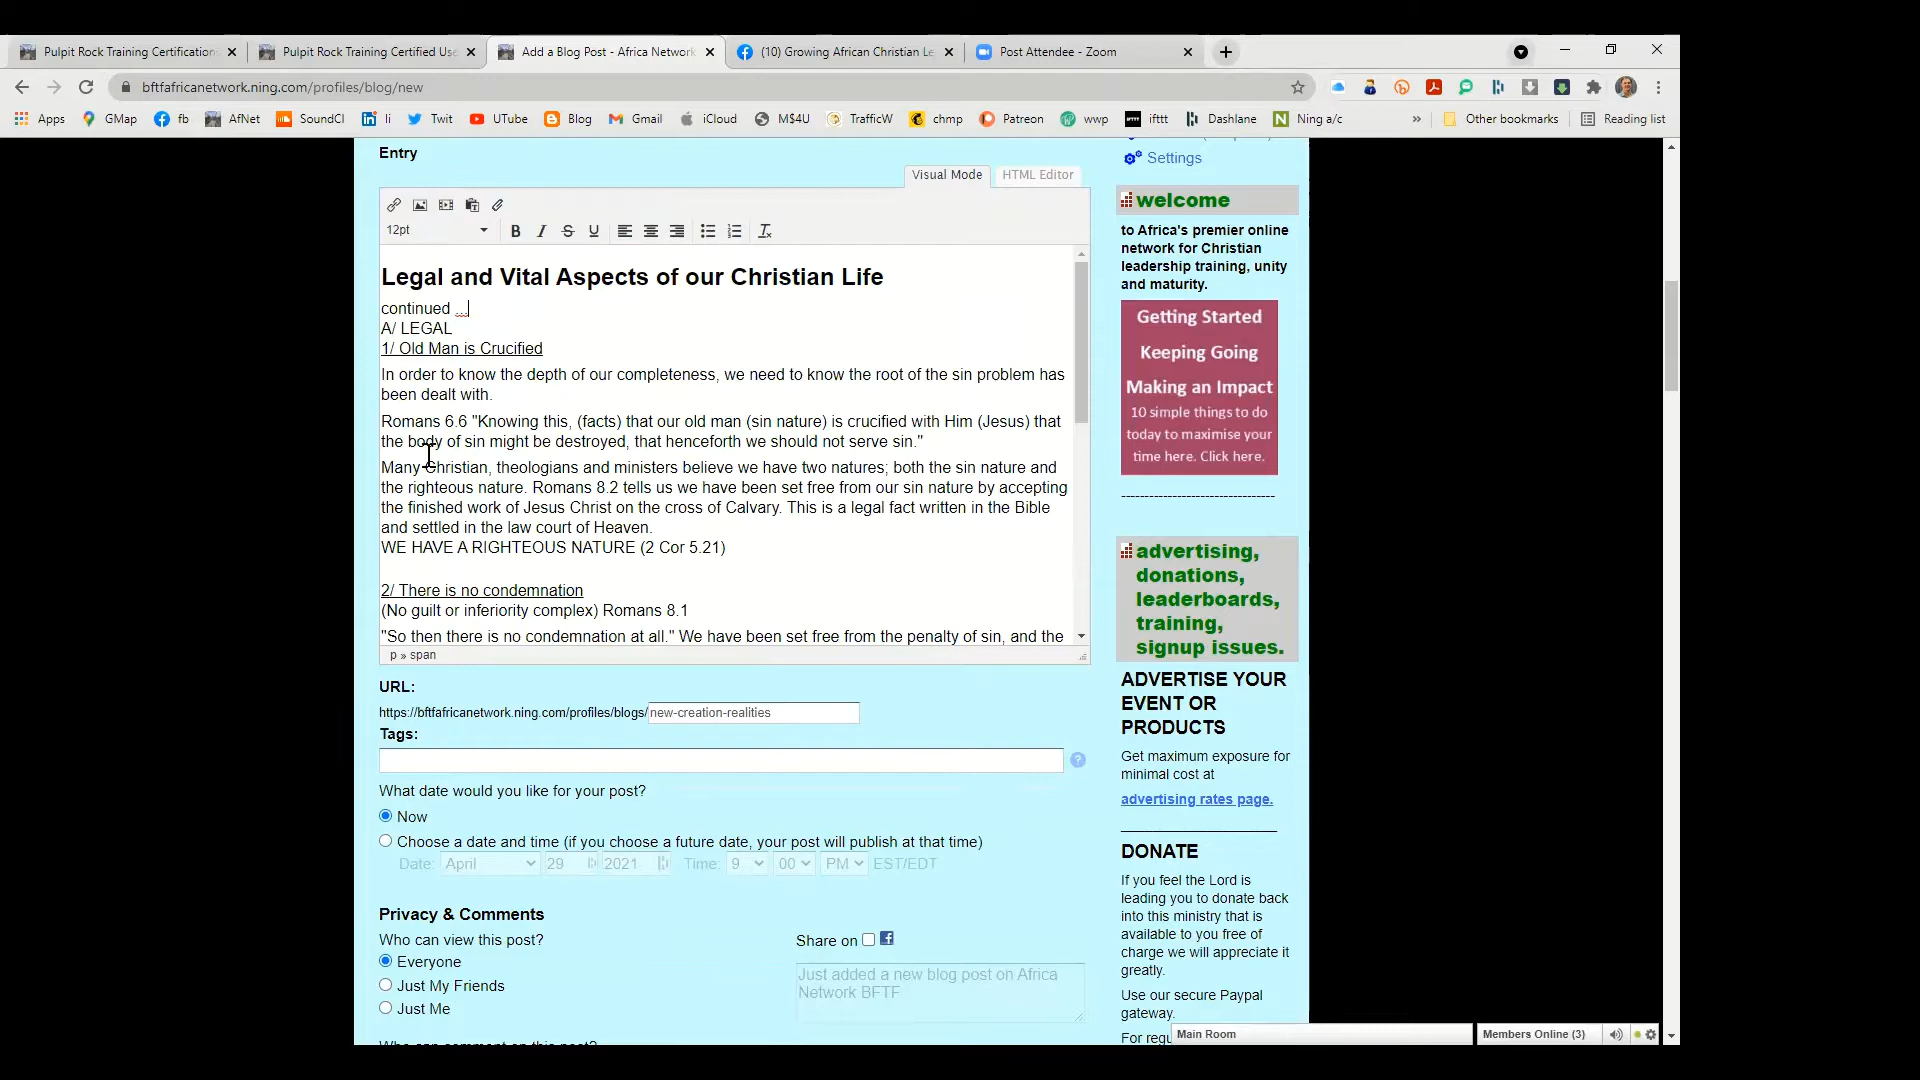 Pulpit Rock Training Certification
Pulpit Rock Training Certified Use
Add a Blog Post - Africa Network
(10) Growing African Christian Le
Post Attendee - Zoom
bftfafricanetwork.ning.com/profiles/blog/new
Apps GMap fb AfNet SoundCl li Twit UTube Blog Gmail iCloud M$4U TrafficW chmp Patreon wwp ifttt Dashlane Ning a/c » Other bookmarks Reading list
Entry
Visual Mode HTML Editor
12pt
Legal and Vital Aspects of our Christian Life
continued ...
A/ LEGAL
1/ Old Man is Crucified
In order to know the depth of our completeness, we need to know the root of the sin problem has
been dealt with.
Romans 6.6 "Knowing this, (facts) that our old man (sin nature) is crucified with Him (Jesus) that
the body of sin might be destroyed, that henceforth we should not serve sin."
Many Christian, theologians and ministers believe we have two natures; both the sin nature and
the righteous nature. Romans 8.2 tells us we have been set free from our sin nature by accepting
the finished work of Jesus Christ on the cross of Calvary. This is a legal fact written in the Bible
and settled in the law court of Heaven.
WE HAVE A RIGHTEOUS NATURE (2 Cor 5.21)
2/ There is no condemnation
(No guilt or inferiority complex) Romans 8.1
"So then there is no condemnation at all." We have been set free from the penalty of sin, and the
p » span
URL:
https://bftfafricanetwork.ning.com/profiles/blogs/new-creation-realities
Tags:
What date would you like for your post?
Now
Choose a date and time (if you choose a future date, your post will publish at that time)
Date: April 29 2021 Time: 9 00 PM EST/EDT
Privacy & Comments
Who can view this post?
Everyone
Just My Friends
Just Me
Share on
Just added a new blog post on Africa
Network BFTF
Settings
welcome
to Africa's premier online
network for Christian
leadership training, unity
and maturity.
Getting Started
Keeping Going
Making an Impact
10 simple things to do
today to maximise your
time here. Click here.
--------------------------------
advertising,
donations,
leaderboards,
training,
signup issues.
ADVERTISE YOUR
EVENT OR
PRODUCTS
Get maximum exposure for
minimal cost at
advertising rates page.
DONATE
If you feel the Lord is
leading you to donate back
into this ministry that is
available to you free of
charge we will appreciate it
greatly.
Use our secure Paypal
gateway.
For regu
Main Room
Members Online (3)